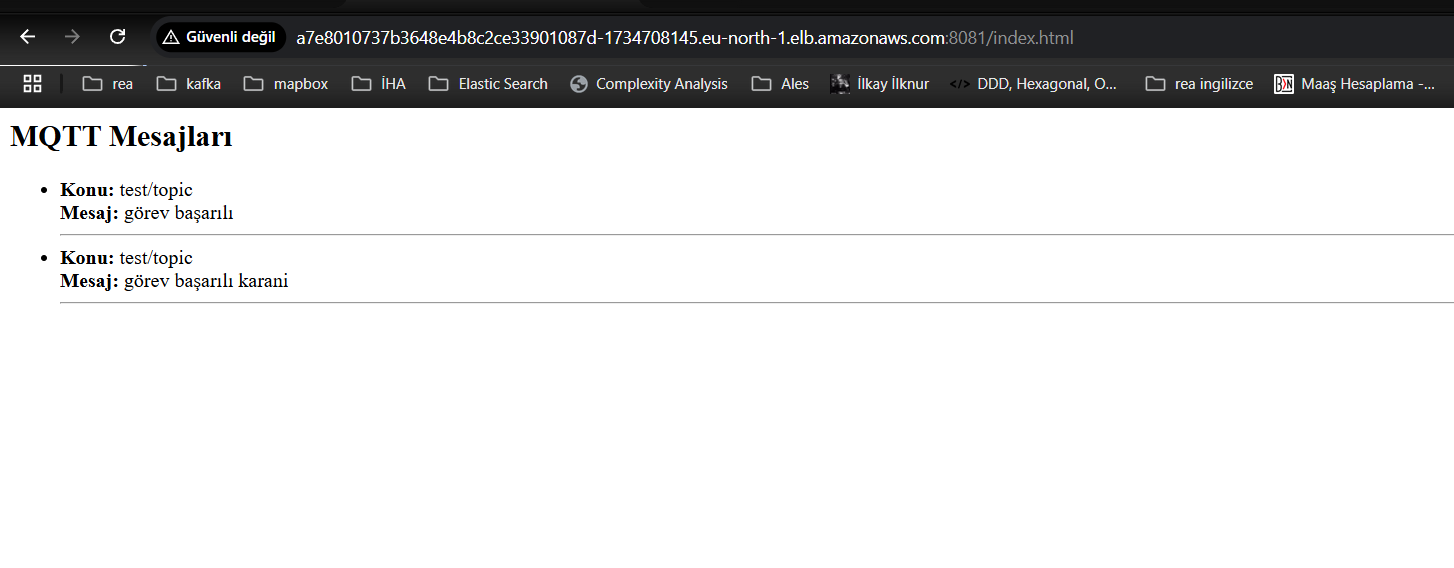 Güvenli değil a7e8010737b3648e4b8c2ce33901087d-1734708145.eu-north-1.elb.amazonaws.com:8081/index.html
rea kafka mapbox İHA Elastic Search Complexity Analysis Ales İlkay İlknur </> DDD, Hexagonal, O... rea ingilizce Maaş Hesaplama -...
MQTT Mesajları
• Konu: test/topic
Mesaj: görev başarılı
• Konu: test/topic
Mesaj: görev başarılı karani